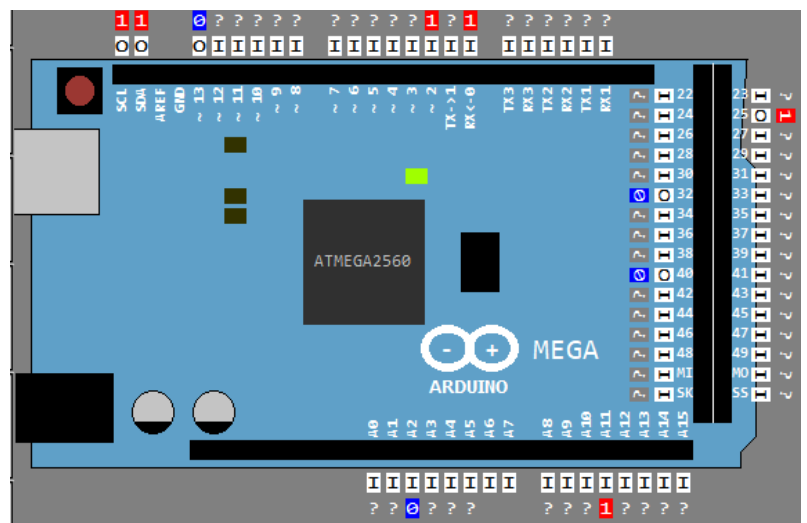 1 1 0 ? ? ? ? ? ? ? ? ? ? 1 ? 1 ? ? ? ? ? ?
O O O I I I I I I I I I I I I I I I I I I I
SCL SDA AREF GND ~ 13 ~ 12 ~ 11 ~ 10 ~ 9 ~ 8 ~ 7 ~ 6 ~ 5 ~ 4 ~ 3 ~ 2 TX->1 RX<-0 TX3 RX3 TX2 RX2 TX1 RX1
? I 22 23 I ?
? I 24 25 O 1
? I 26 27 I ?
? I 28 29 I ?
? I 30 31 I ?
0 O 32 33 I ?
? I 34 35 I ?
? I 36 37 I ?
? I 38 39 I ?
0 O 40 41 I ?
? I 42 43 I ?
? I 44 45 I ?
? I 46 47 I ?
? I 48 49 I ?
? I MI MO I ?
? I SK SS I ?
ATMEGA2560
- + MEGA
ARDUINO
A0 A1 A2 A3 A4 A5 A6 A7 A8 A9 A10 A11 A12 A13 A14 A15
I I I I I I I I I I I I I I I I
? ? 0 ? ? ? ? ? ? 1 ? ? ? ?